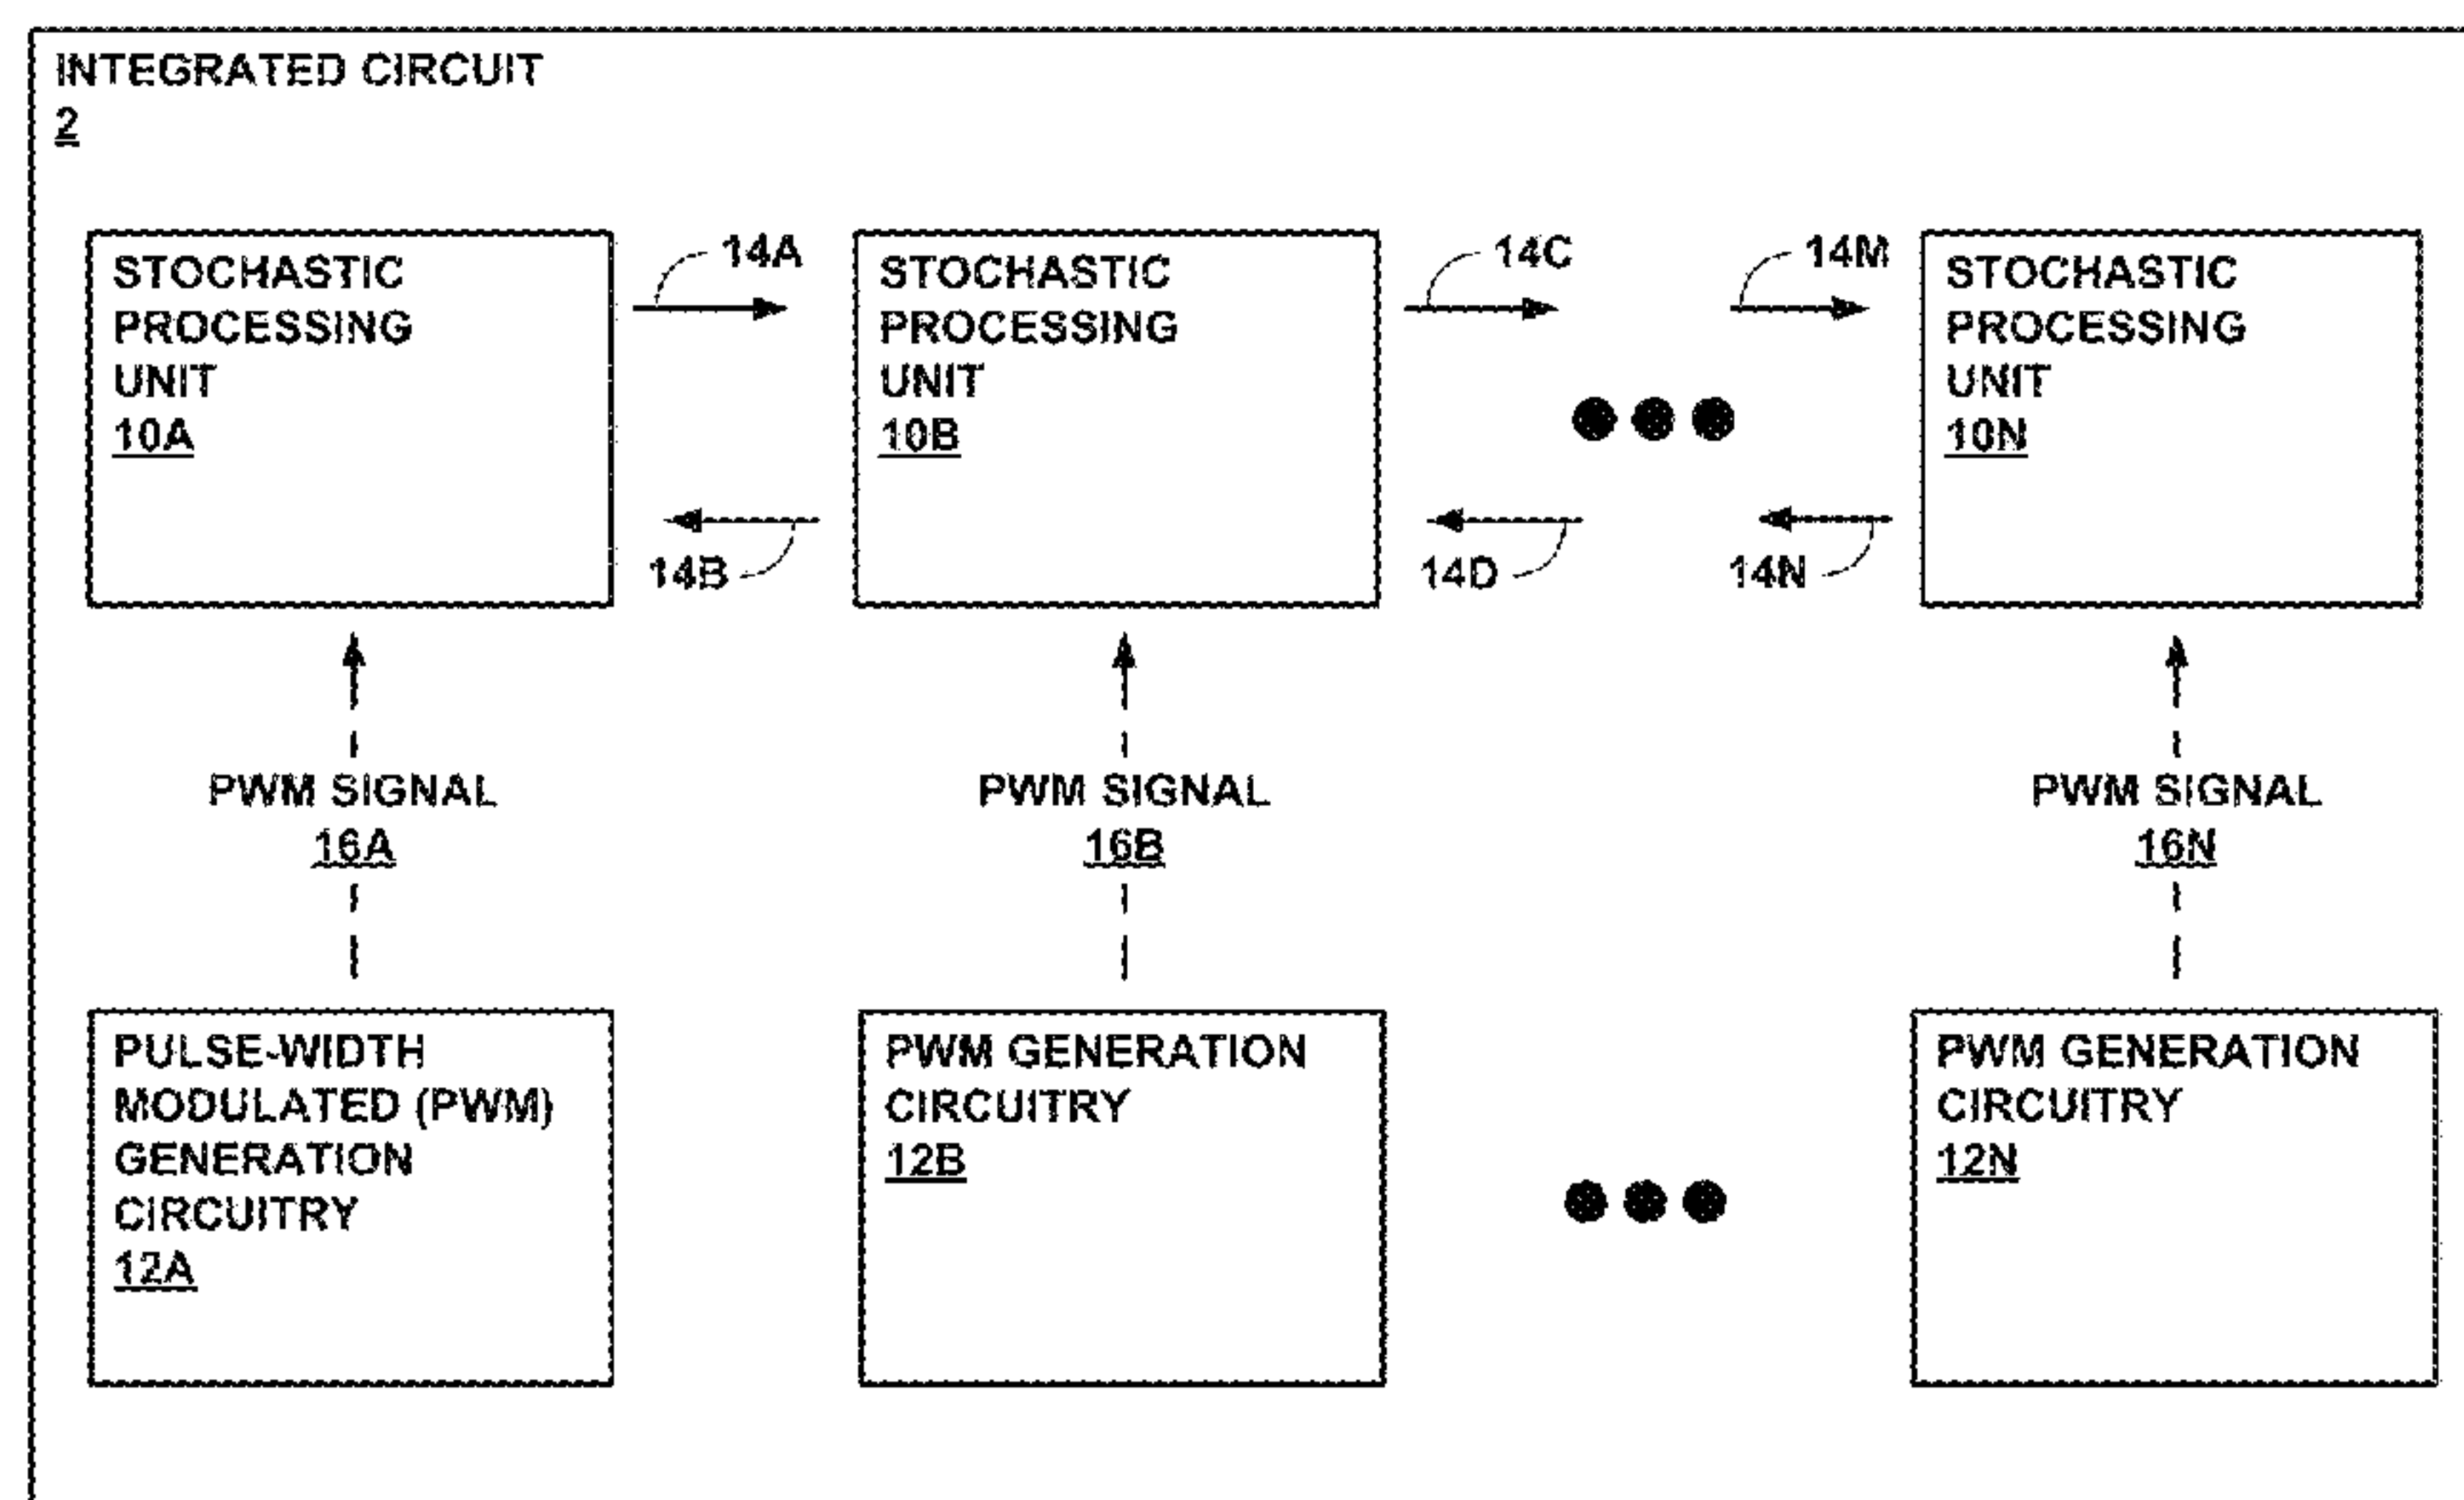 INTEGRATED CIRCUIT
2
STOCHASTIC
PROCESSING
UNIT
10A
14A
14B
STOCHASTIC
PROCESSING
UNIT
10B
14C
14D
14M
14N
STOCHASTIC
PROCESSING
UNIT
10N
PWM SIGNAL
16A
PWM SIGNAL
16B
PWM SIGNAL
16N
PULSE-WIDTH
MODULATED (PWM)
GENERATION
CIRCUITRY
12A
PWM GENERATION
CIRCUITRY
12B
PWM GENERATION
CIRCUITRY
12N